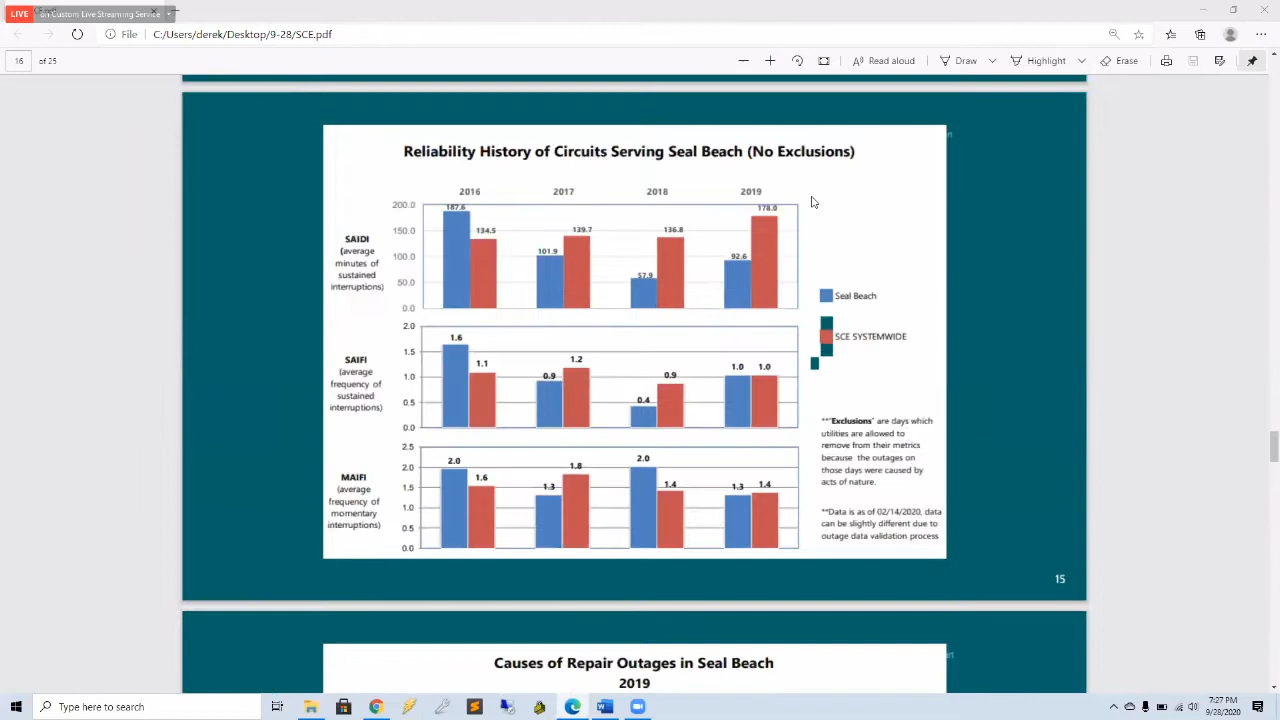 LIVE on Custom Live Streaming Service
File C:/Users/derek/Desktop/9-28/SCE.pdf
16 of 25
Read aloud Draw Highlight Erase
Reliability History of Circuits Serving Seal Beach (No Exclusions)
2016 2017 2018 2019
SAIDI
(average
minutes of
sustained
interruptions)
200.0
150.0
100.0
50.0
0.0
187.6 134.5 101.9 139.7 57.9 136.8 92.6 178.0
SAIFI
(average
frequency of
sustained
interruptions)
2.0
1.5
1.0
0.5
0.0
1.6 1.1 0.9 1.2 0.4 0.9 1.0 1.0
MAIFI
(average
frequency of
momentary
interruptions)
2.5
2.0
1.5
1.0
0.5
0.0
2.0 1.6 1.3 1.8 2.0 1.4 1.3 1.4
Seal Beach
SCE SYSTEMWIDE
**"Exclusions" are days which
utilities are allowed to
remove from their metrics
because the outages on
those days were caused by
acts of nature.
**Data is as of 02/14/2020, data
can be slightly different due to
outage data validation process
15
Causes of Repair Outages in Seal Beach
2019
Type here to search
7:27 PM
9/28/2020